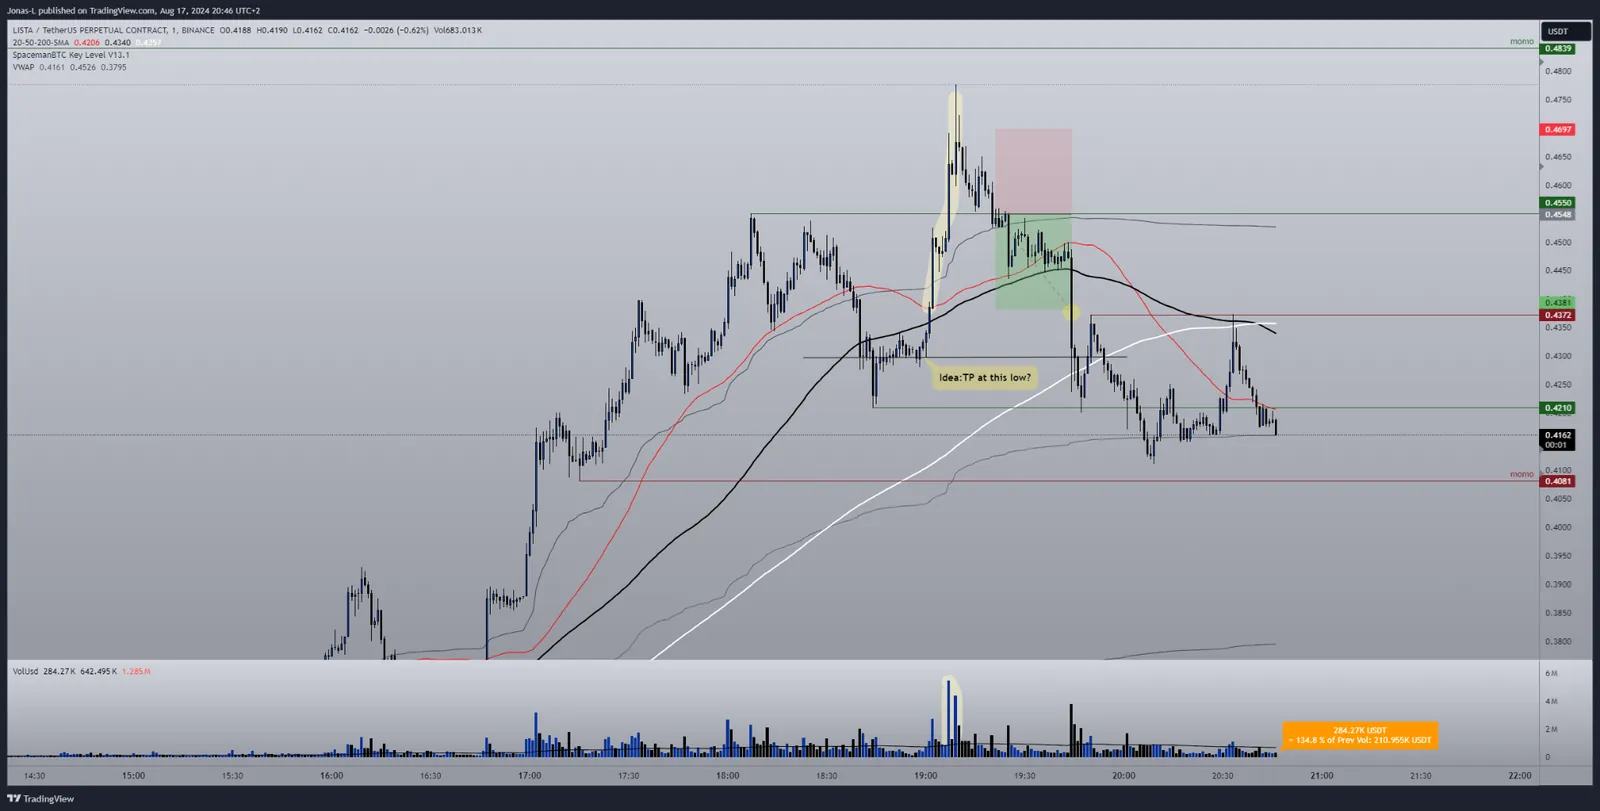 Jonas-L published on TradingView.com, Aug 17, 2024 20:46 UTC+2
LISTA / TetherUS PERPETUAL CONTRACT, 1, BINANCE O0.4188 H0.4190 L0.4162 C0.4162 −0.0026 (−0.62%) Vol683.013K
20-50-200-SMA 0.4206 0.4340 0.4357
SpacemanBTC Key Level V13.1
VWAP 0.4161 0.4526 0.3795
USDT
momo
0.4839
0.4800
0.4750
0.4697
0.4650
0.4600
0.4550
0.4548
0.4500
0.4450
0.4381
0.4372
0.4350
0.4300
Idea:TP at this low?
0.4250
0.4210
0.4162
00:01
0.4100
momo
0.4081
0.4050
0.4000
0.3950
0.3900
0.3850
0.3800
VolUsd 284.27K 642.495K 1.285M
6M
4M
2M
0
284.27K USDT
~ 134.8 % of Prev Vol: 210.955K USDT
14:30 15:00 15:30 16:00 16:30 17:00 17:30 18:00 18:30 19:00 19:30 20:00 20:30 21:00 21:30 22:00
TradingView